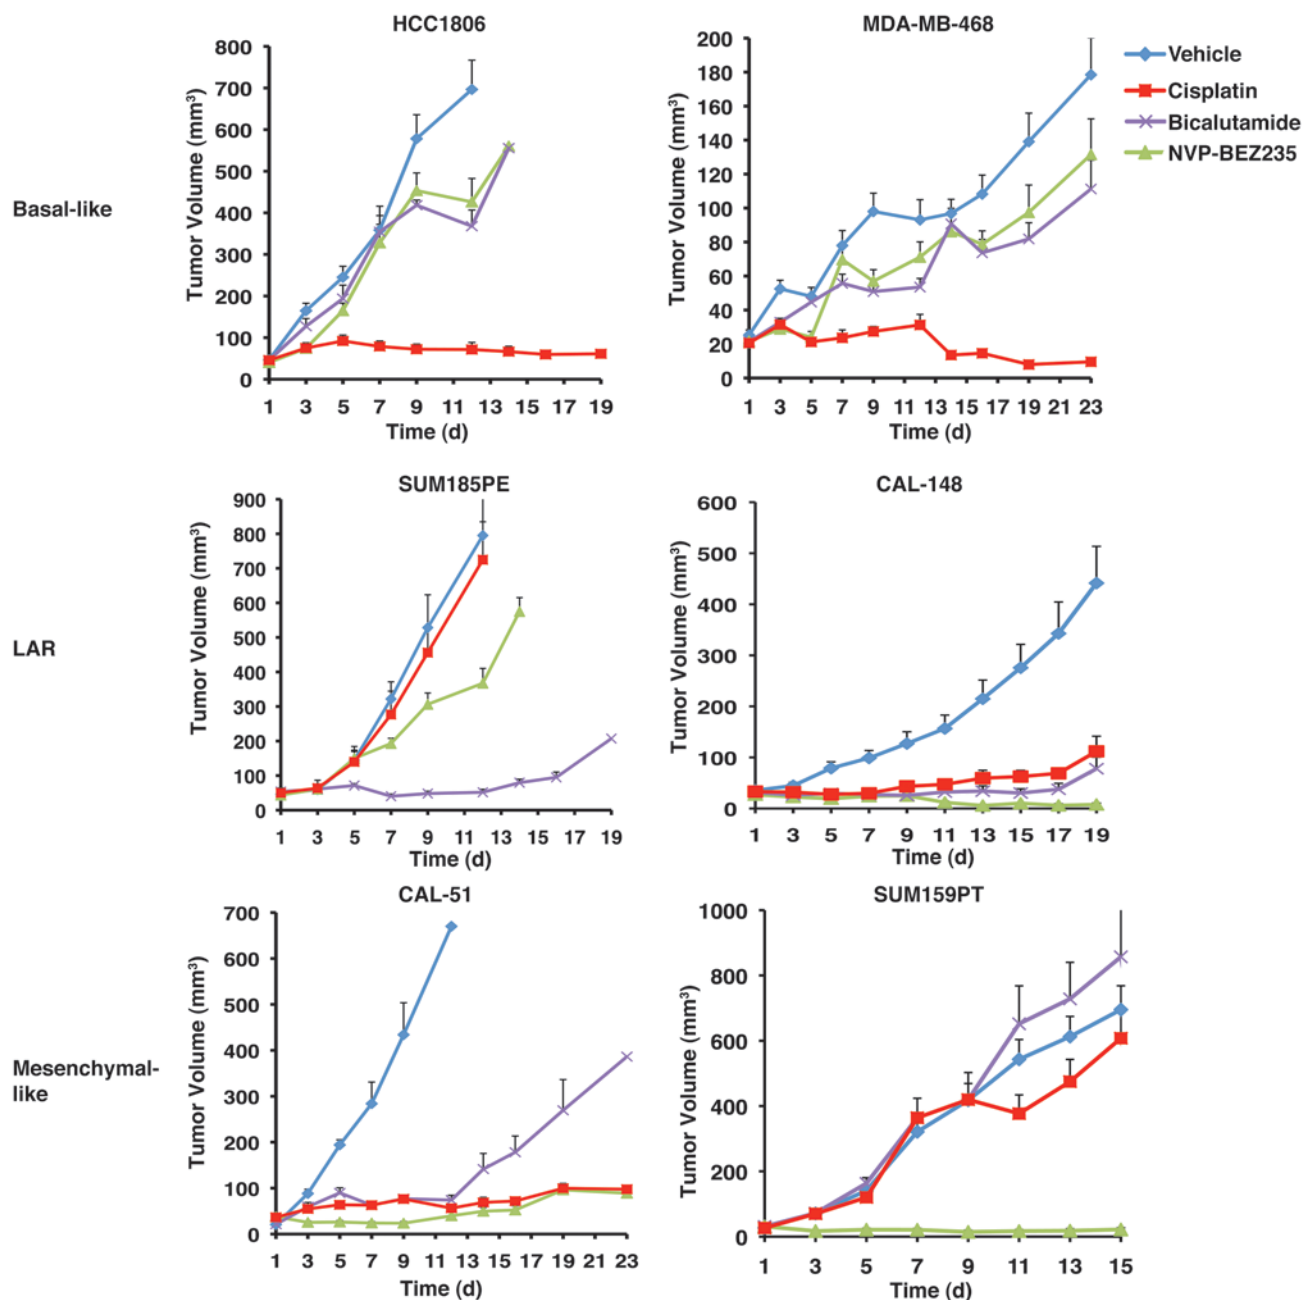 HCC1806
MDA-MB-468
Vehicle
Cisplatin
Bicalutamide
NVP-BEZ235
Basal-like
Tumor Volume (mm³)
800
700
600
500
400
300
200
100
0
1 3 5 7 9 11 13 15 17 19
Time (d)
Tumor Volume (mm³)
200
180
160
140
120
100
80
60
40
20
0
1 3 5 7 9 11 13 15 17 19 21 23
Time (d)
SUM185PE
CAL-148
LAR
Tumor Volume (mm³)
900
800
700
600
500
400
300
200
100
0
1 3 5 7 9 11 13 15 17 19
Time (d)
Tumor Volume (mm³)
600
500
400
300
200
100
0
1 3 5 7 9 11 13 15 17 19
Time (d)
CAL-51
SUM159PT
Mesenchymal-
like
Tumor Volume (mm³)
700
600
500
400
300
200
100
0
1 3 5 7 9 11 13 15 17 19 21 23
Time (d)
Tumor Volume (mm³)
1000
800
600
400
200
0
1 3 5 7 9 11 13 15
Time (d)